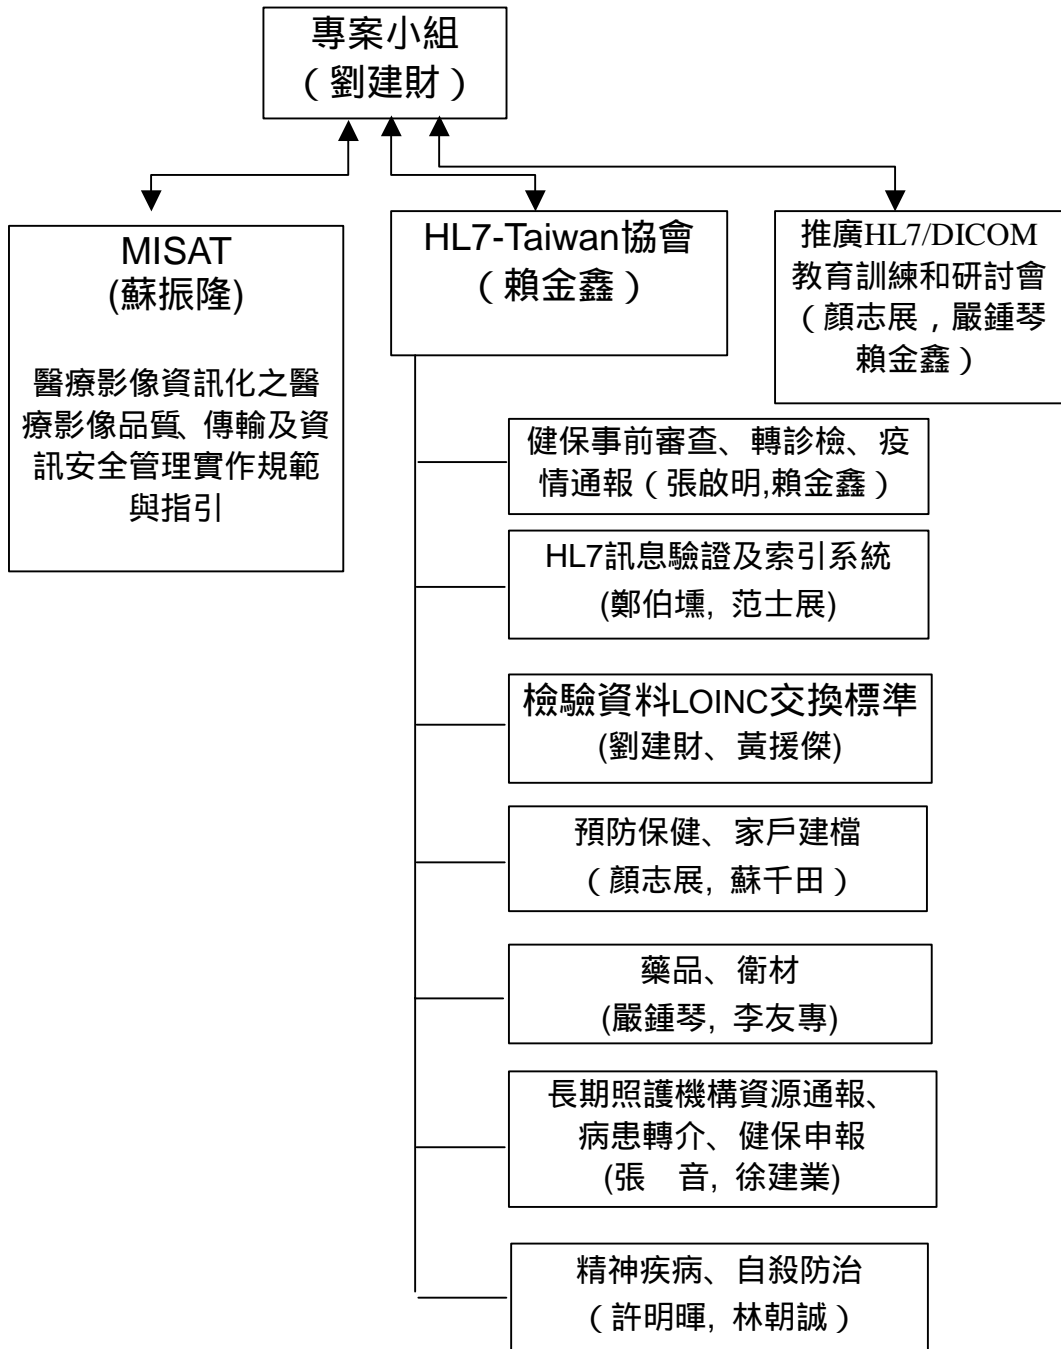 專案小組
（劉建財）
MISAT
(蘇振隆)
醫療影像資訊化之醫
療影像品質、傳輸及資
訊安全管理實作規範
與指引
HL7-Taiwan協會
（賴金鑫）
推廣HL7/DICOM
教育訓練和研討會
（顏志展，嚴鍾琴
賴金鑫）
健保事前審查、轉診檢、疫
情通報（張啟明,賴金鑫）
HL7訊息驗證及索引系統
(鄭伯壎, 范士展)
檢驗資料LOINC交換標準
(劉建財、黃援傑)
預防保健、家戶建檔
（顏志展, 蘇千田）
藥品、衛材
(嚴鍾琴, 李友專)
長期照護機構資源通報、
病患轉介、健保申報
(張　音, 徐建業)
精神疾病、自殺防治
（許明暉, 林朝誠）